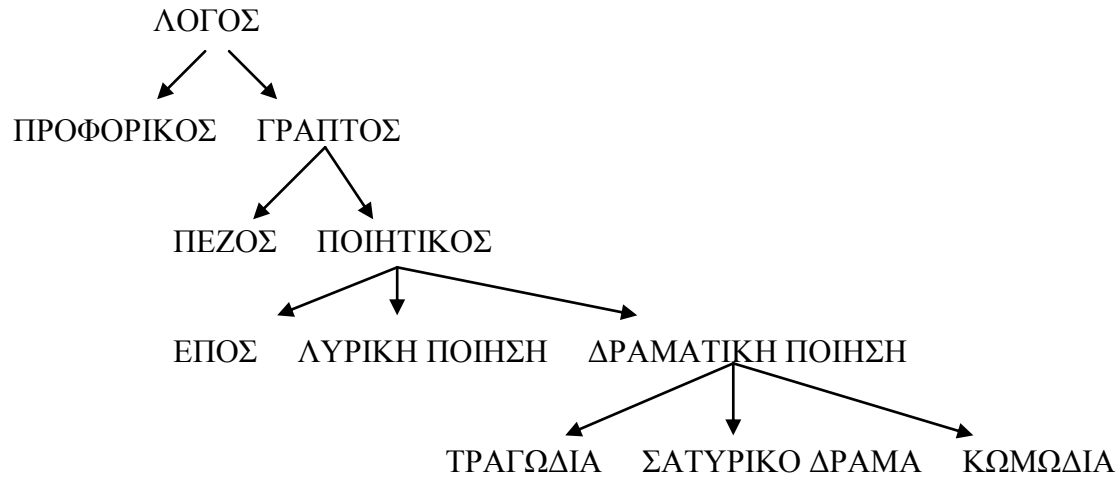 ΛΟΓΟΣ
ΠΡΟΦΟΡΙΚΟΣ ΓΡΑΠΤΟΣ
ΠΕΖΟΣ ΠΟΙΗΤΙΚΟΣ
ΕΠΟΣ ΛΥΡΙΚΗ ΠΟΙΗΣΗ ΔΡΑΜΑΤΙΚΗ ΠΟΙΗΣΗ
ΤΡΑΓΩΔΙΑ ΣΑΤΥΡΙΚΟ ΔΡΑΜΑ ΚΩΜΩΔΙΑ